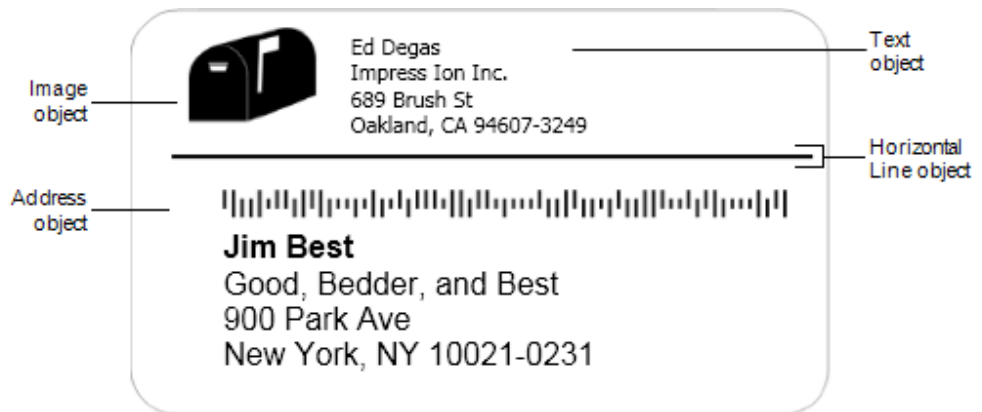 Ed Degas
Impress Ion Inc.
689 Brush St
Oakland, CA 94607-3249
Text
object
Image
object
Horizontal
Line object
Address
object
Jim Best
Good, Bedder, and Best
900 Park Ave
New York, NY 10021-0231